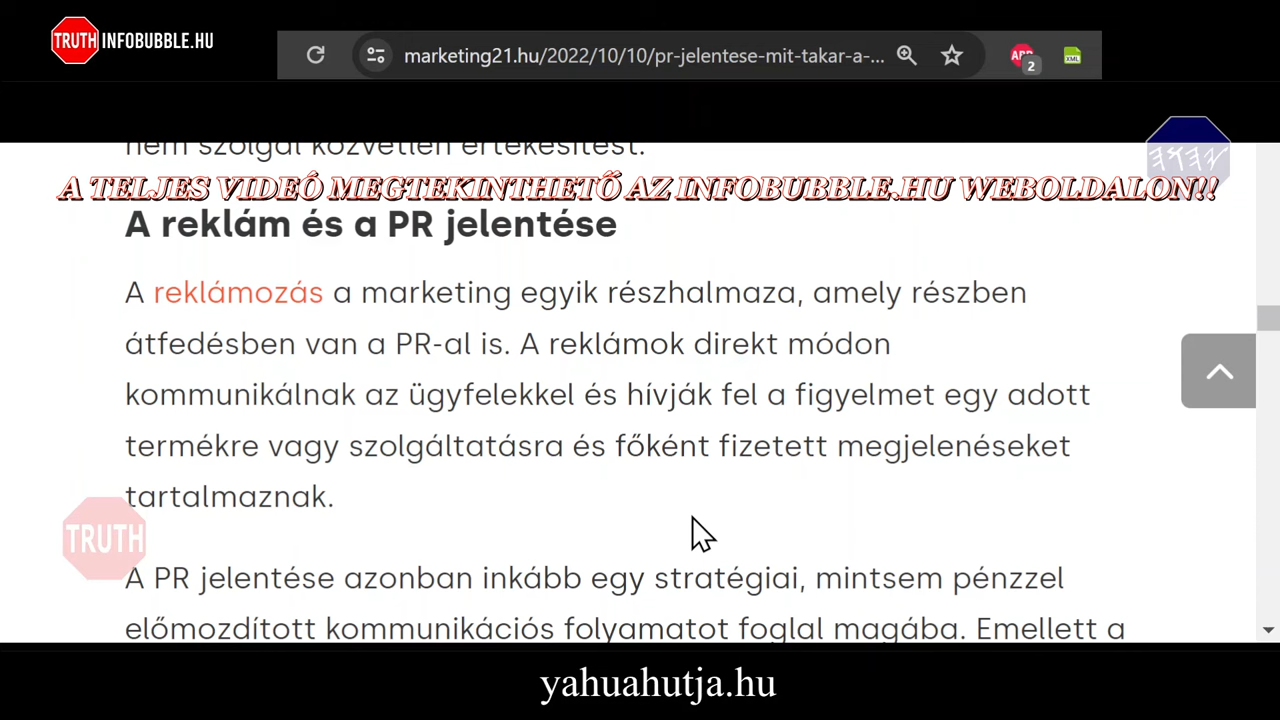 TRUTH INFOBUBBLE.HU
marketing21.hu/2022/10/10/pr-jelentese-mit-takar-a-...
2
nem szolgál közvetlen értékesítést.
A TELJES VIDEÓ MEGTEKINTHETŐ AZ INFOBUBBLE.HU WEBOLDALON!!
A reklám és a PR jelentése
A reklámozás a marketing egyik részhalmaza, amely részben
átfedésben van a PR-al is. A reklámok direkt módon
kommunikálnak az ügyfelekkel és hívják fel a figyelmet egy adott
termékre vagy szolgáltatásra és főként fizetett megjelenéseket
tartalmaznak.
TRUTH
A PR jelentése azonban inkább egy stratégiai, mintsem pénzzel
előmozdított kommunikációs folyamatot foglal magába. Emellett a
yahuahutja.hu